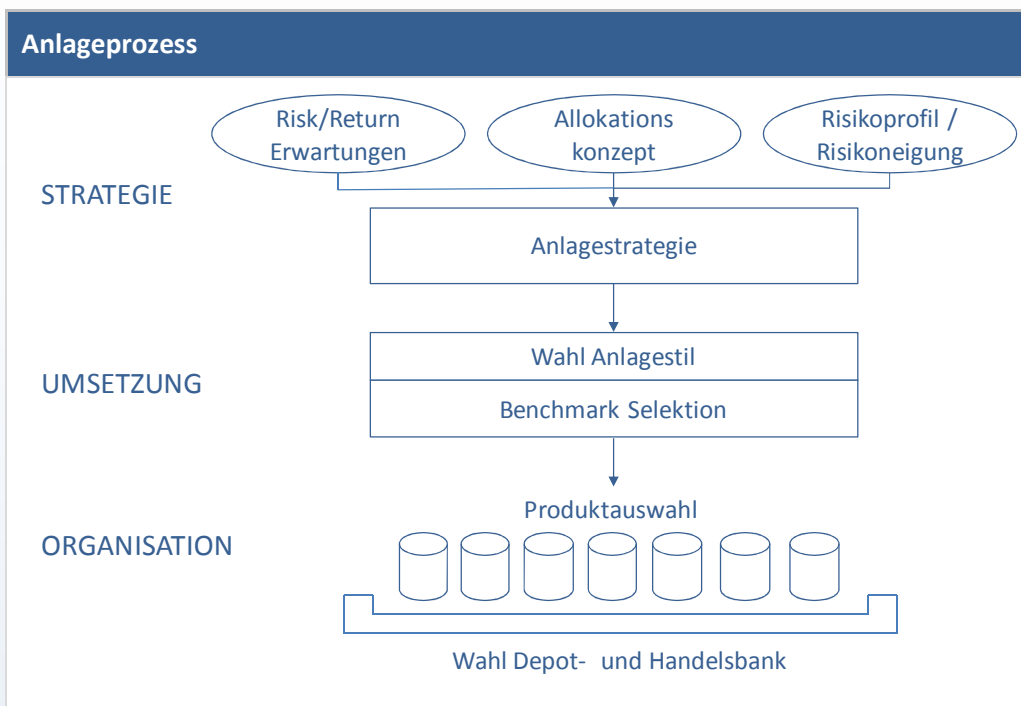 Anlageprozess
Risk/Return
Erwartungen
Allokations
konzept
Risikoprofil /
Risikoneigung
STRATEGIE
Anlagestrategie
Wahl Anlagestil
UMSETZUNG
Benchmark Selektion
Produktauswahl
ORGANISATION
Wahl Depot- und Handelsbank